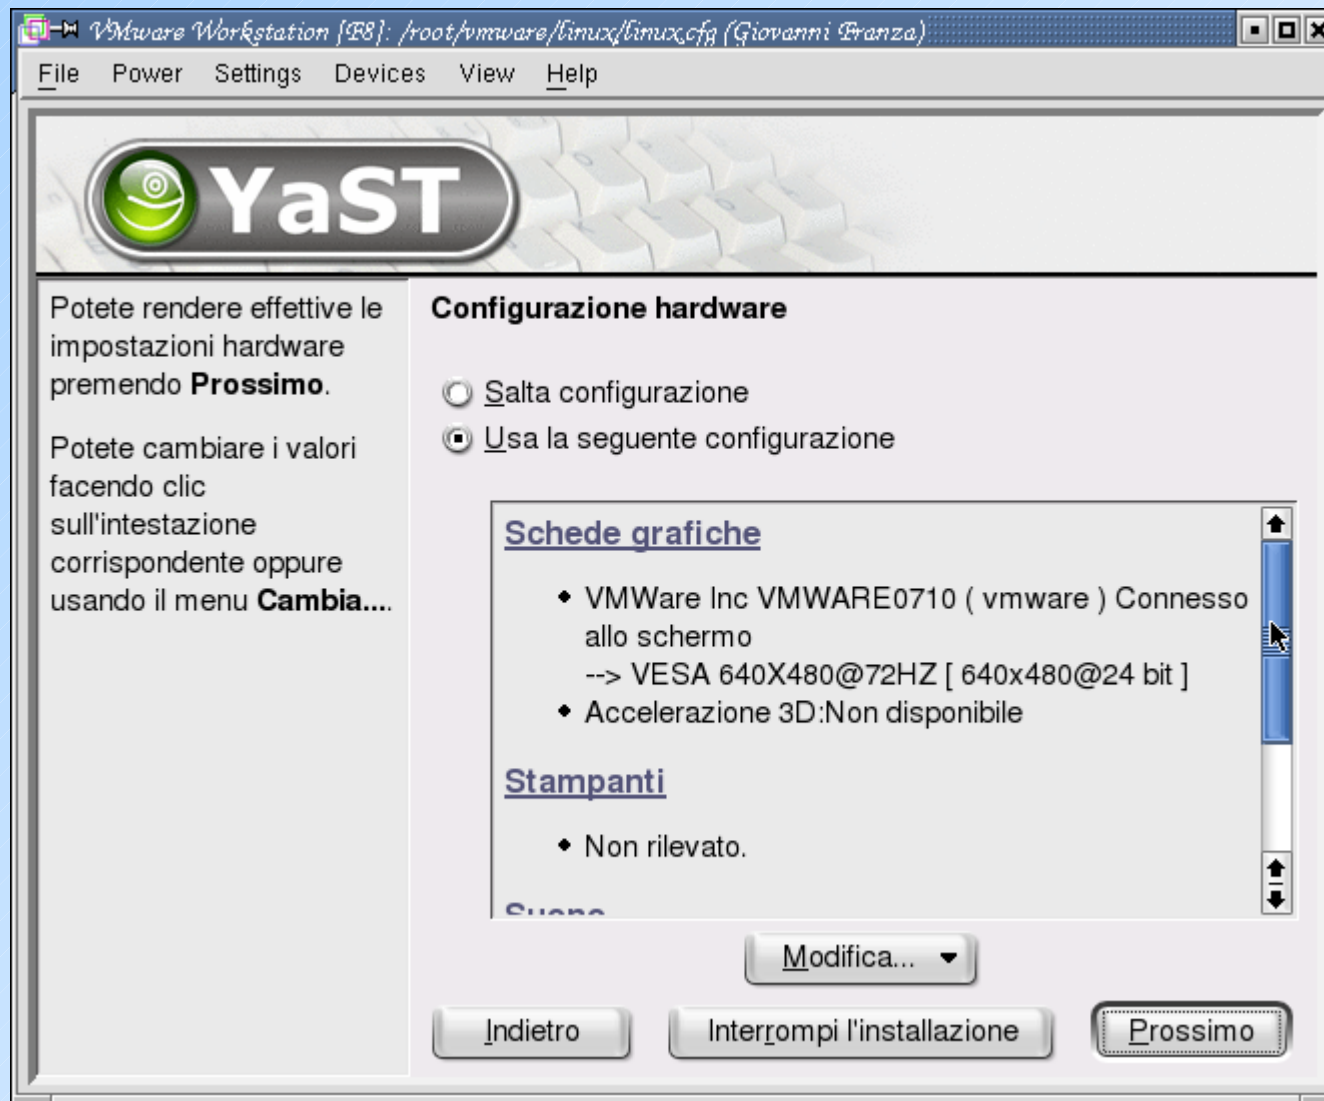 VMware Workstation [F8]: /root/vmware/linux/linux.cfg (Giovanni Franza)
File Power Settings Devices View Help
YaST
Potete rendere effettive le
impostazioni hardware
premendo Prossimo.
Potete cambiare i valori
facendo clic
sull'intestazione
corrispondente oppure
usando il menu Cambia....
Configurazione hardware
Salta configurazione
Usa la seguente configurazione
Schede grafiche
VMWare Inc VMWARE0710 ( vmware ) Connesso
allo schermo
--> VESA 640X480@72HZ [ 640x480@24 bit ]
Accelerazione 3D:Non disponibile
Stampanti
Non rilevato.
Suono
Modifica...
Indietro
Interrompi l'installazione
Prossimo